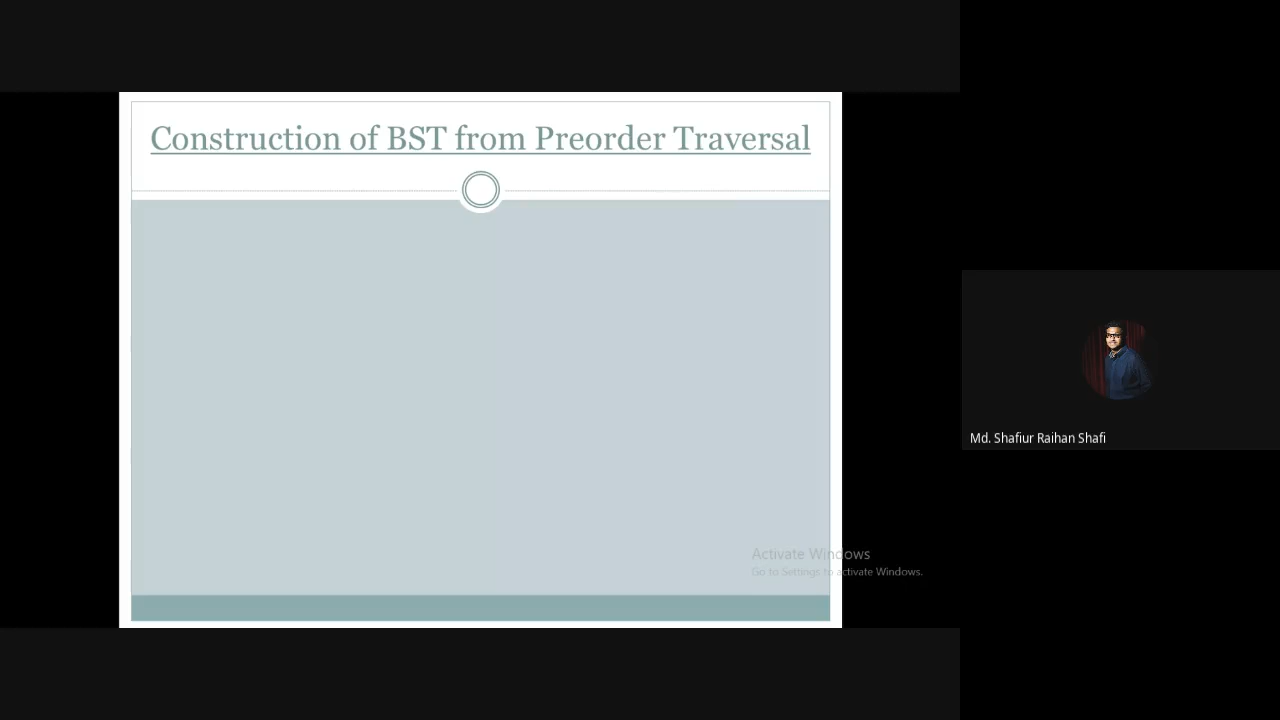 Construction of BST from Preorder Traversal
Md. Shafiur Raihan Shafi
Activate Windows
Go to Settings to activate Windows.